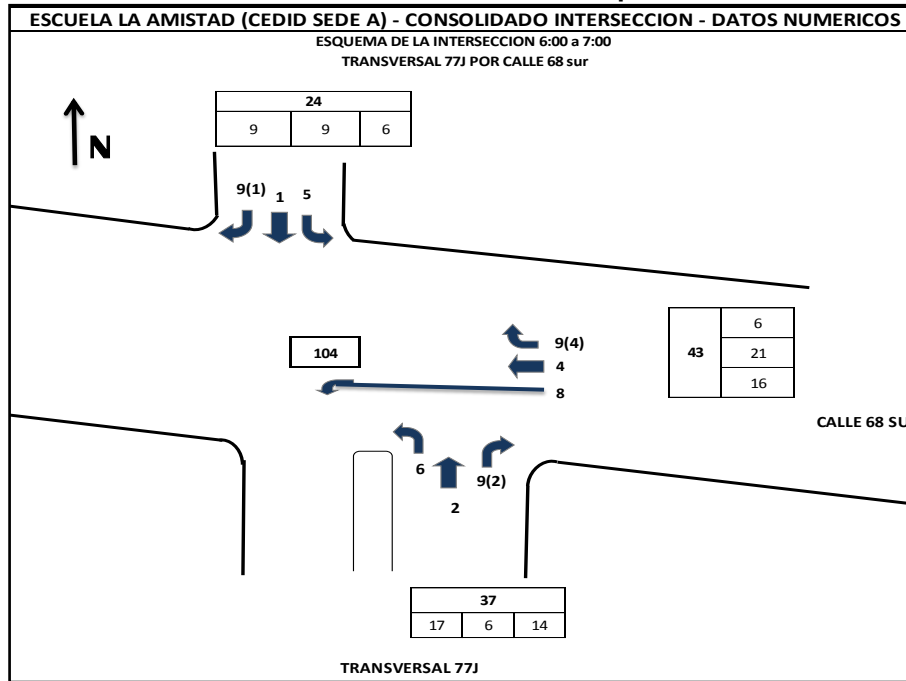 ESCUELA LA AMISTAD (CEDID SEDE A) - CONSOLIDADO INTERSECCION - DATOS NUMERICOS
ESQUEMA DE LA INTERSECCION 6:00 a 7:00
TRANSVERSAL 77J POR CALLE 68 sur
24
9 9 6
N
9(1) 1 5
6
9(4)
104
43 21
4
16
8
CALLE 68 SU
6 9(2)
2
37
17 6 14
TRANSVERSAL 77J